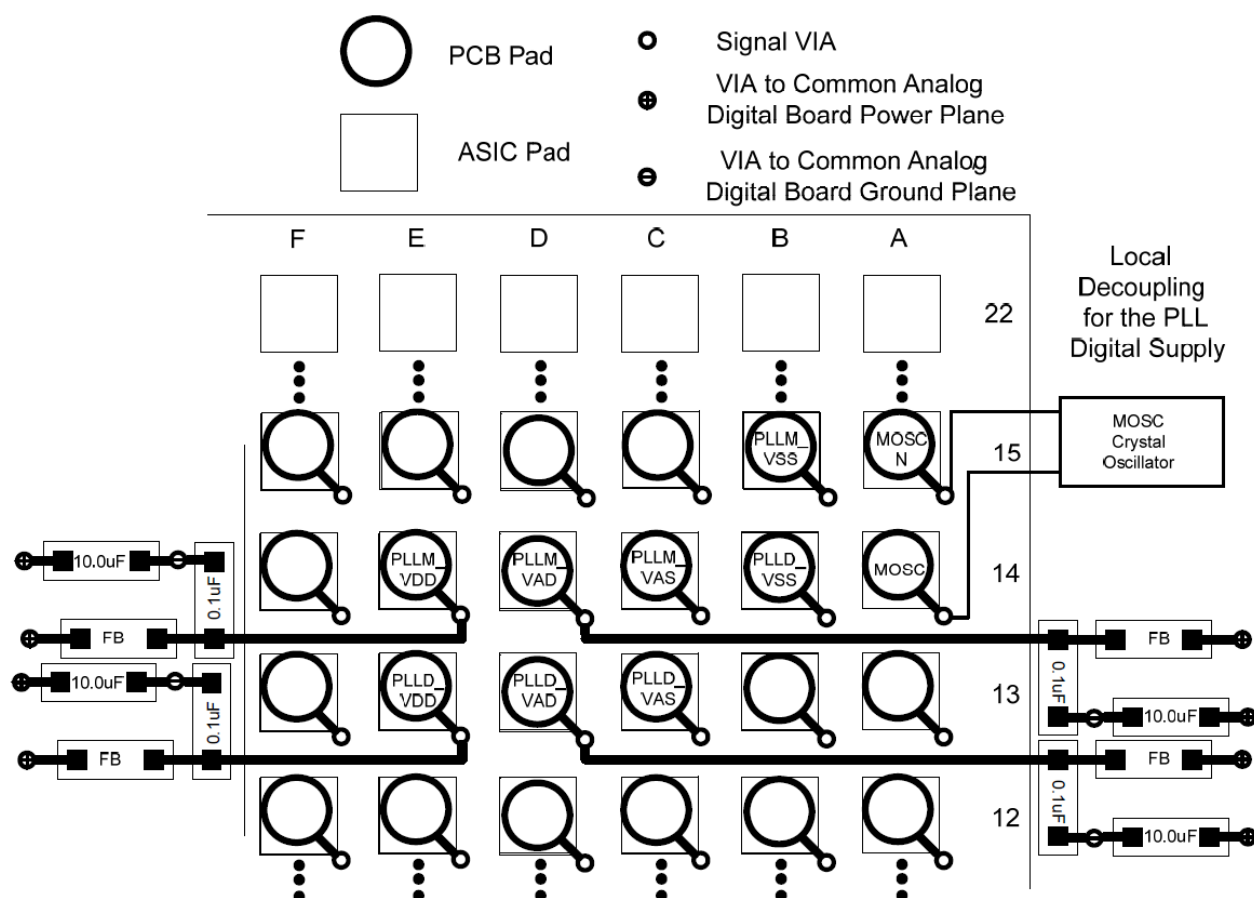 PCB Pad
ASIC Pad
Signal VIA
VIA to Common Analog
Digital Board Power Plane
VIA to Common Analog
Digital Board Ground Plane
F E D C B A
22
Local
Decoupling
for the PLL
Digital Supply
PLLM_
VSS
MOSC
N
15
MOSC
Crystal
Oscillator
10.0uF
0.1uF
FB
PLLM_
VDD
PLLM_
VAD
PLLM_
VAS
PLLD_
VSS
MOSC
14
0.1uF
FB
10.0uF
10.0uF
0.1uF
FB
PLLD_
VDD
PLLD_
VAD
PLLD_
VAS
13
0.1uF
FB
10.0uF
12